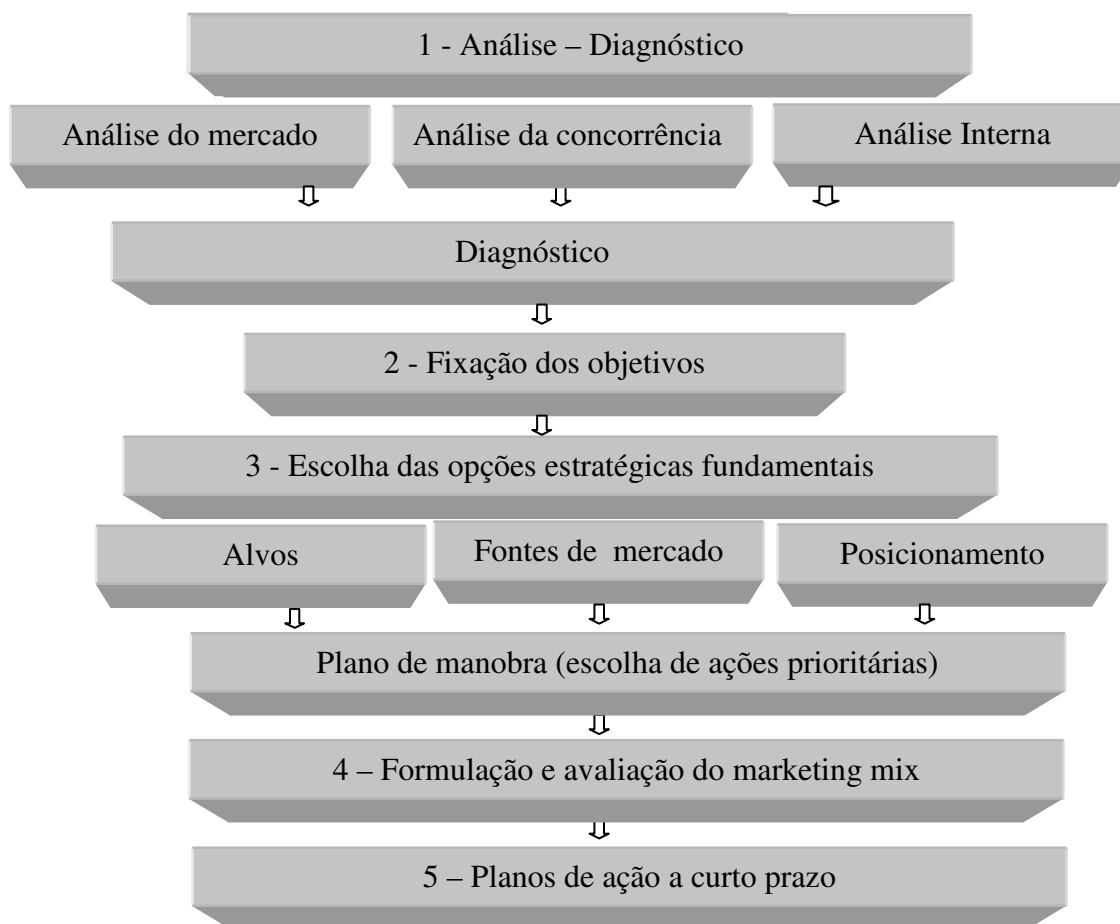 1 - Análise – Diagnóstico
Análise do mercado
Análise da concorrência
Análise Interna
Diagnóstico
2 - Fixação dos objetivos
3 - Escolha das opções estratégicas fundamentais
Alvos
Fontes de mercado
Posicionamento
Plano de manobra (escolha de ações prioritárias)
4 – Formulação e avaliação do marketing mix
5 – Planos de ação a curto prazo